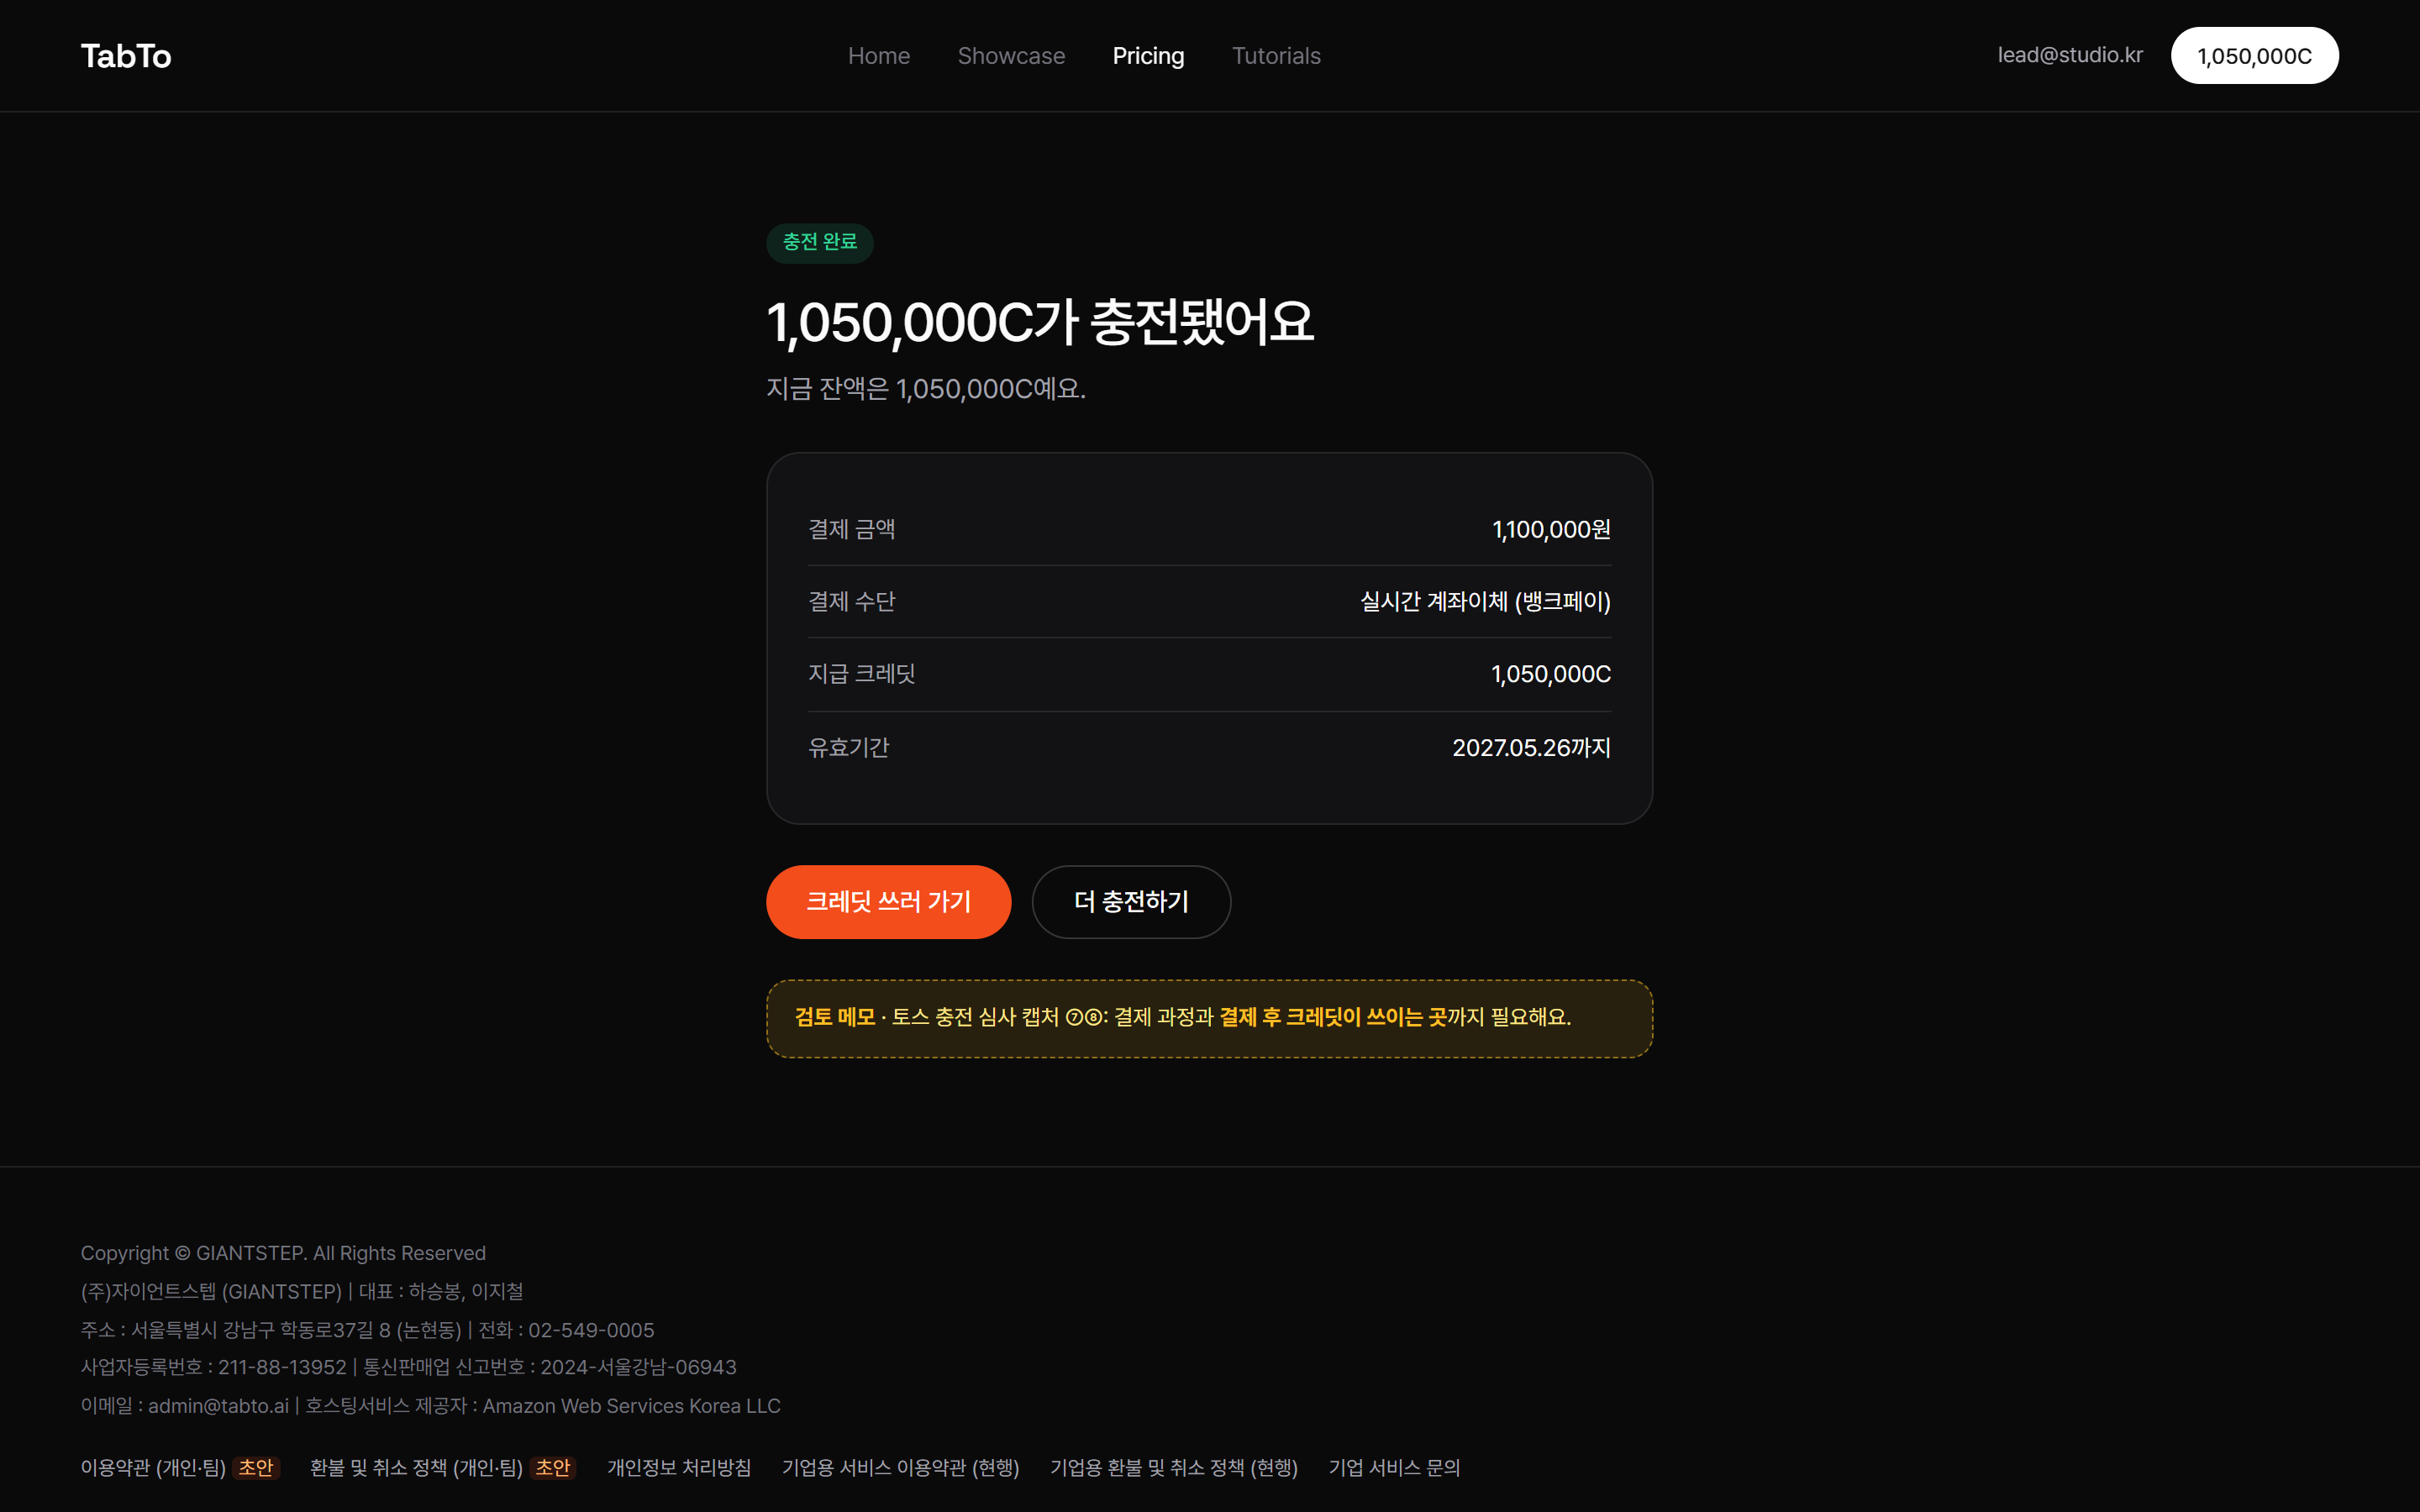 TabTo
Home Showcase Pricing Tutorials
lead@studio.kr 1,050,000C
충전 완료
1,050,000C가 충전됐어요
지금 잔액은 1,050,000C예요.
결제 금액 1,100,000원
결제 수단 실시간 계좌이체 (뱅크페이)
지급 크레딧 1,050,000C
유효기간 2027.05.26까지
크레딧 쓰러 가기 더 충전하기
검토 메모 · 토스 충전 심사 캡처 ⑦⑧: 결제 과정과 결제 후 크레딧이 쓰이는 곳까지 필요해요.
Copyright © GIANTSTEP. All Rights Reserved
(주)자이언트스텝 (GIANTSTEP) | 대표 : 하승봉, 이지철
주소 : 서울특별시 강남구 학동로37길 8 (논현동) | 전화 : 02-549-0005
사업자등록번호 : 211-88-13952 | 통신판매업 신고번호 : 2024-서울강남-06943
이메일 : admin@tabto.ai | 호스팅서비스 제공자 : Amazon Web Services Korea LLC
이용약관 (개인·팀) 초안 환불 및 취소 정책 (개인·팀) 초안 개인정보 처리방침 기업용 서비스 이용약관 (현행) 기업용 환불 및 취소 정책 (현행) 기업 서비스 문의